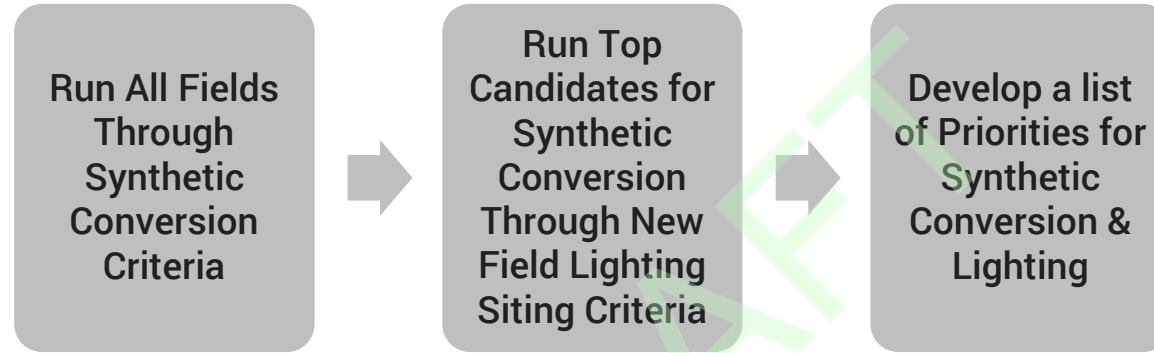 Run All Fields
Through
Synthetic
Conversion
Criteria
Run Top
Candidates for
Synthetic
Conversion
Through New
Field Lighting
Siting Criteria
Develop a list
of Priorities for
Synthetic
Conversion &
Lighting
AFT